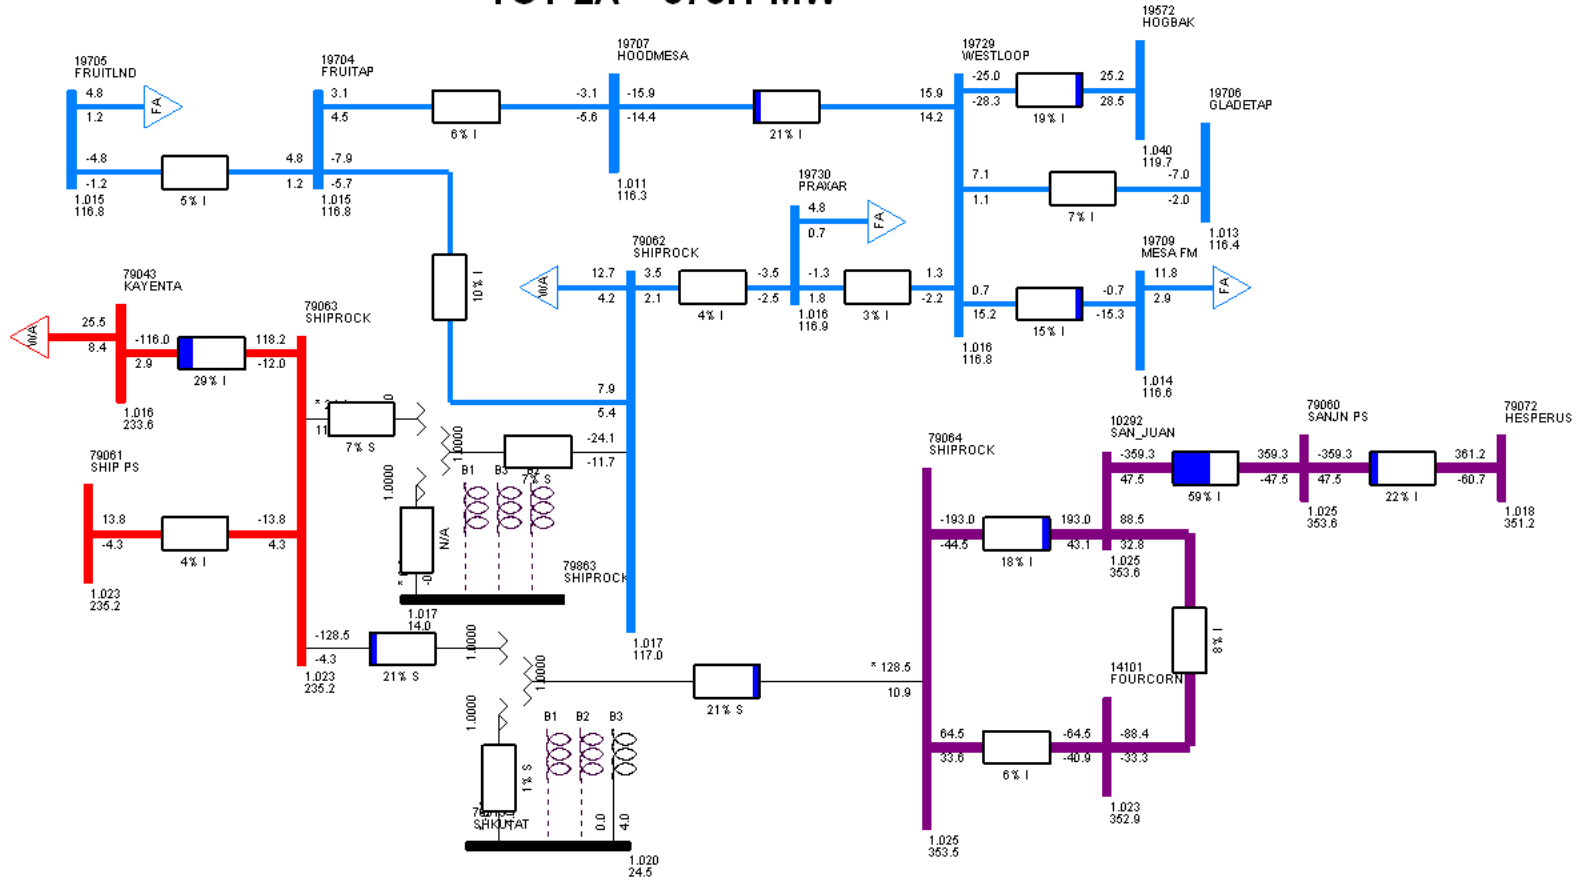 19705
FRUITLND
4.8
1.2
FA
-4.8
-1.2
5% I
4.8
1.2
1.015
116.8
19704
FRUITAP
3.1
4.5
6% I
-3.1
-5.6
-7.9
-5.7
1.015
116.8
10% I
19707
HOODMESA
-15.9
-14.4
21% I
15.9
14.2
1.011
116.3
19729
WESTLOOP
-25.0
-28.3
19% I
25.2
28.5
19572
HOGBAK
1.040
119.7
19706
GLADETAP
7.1
1.1
7% I
-7.0
-2.0
1.013
116.4
19730
PRAXAR
4.8
0.7
FA
79062
SHIPROCK
WA
12.7
4.2
3.5
2.1
4% I
-3.5
-2.5
-1.3
1.8
3% I
1.3
-2.2
1.016
116.9
0.7
15.2
15% I
-0.7
-15.3
19709
MESA FM
11.8
2.9
FA
1.016
116.8
1.014
116.6
79043
KAYENTA
WA
25.5
8.4
-116.0
2.9
29% I
118.2
-12.0
1.016
233.6
79063
SHIPROCK
7% S
1.0000
7.9
5.4
-24.1
-11.7
7% S
B1
B3
1.0000
N/A
79061
SHIP PS
13.8
-4.3
4% I
-13.8
4.3
1.023
235.2
79863
SHIPROCK
1.017
14.0
1.017
117.0
-128.5
-4.3
21% S
1.0000
1.023
235.2
1.0000
21% S
* 128.5
10.9
1.0000
1% S
B1
B2
B3
0.0
4.0
SHKUTAT
1.020
24.5
79064
SHIPROCK
-193.0
-44.5
18% I
193.0
43.1
10292
SAN_JUAN
-359.3
47.5
59% I
359.3
-47.5
79060
SANJN PS
-359.3
47.5
22% I
361.2
-60.7
79072
HESPERUS
1.025
353.6
1.018
351.2
88.5
32.8
1.025
353.6
8% I
14101
FOURCORN
64.5
33.6
6% I
-64.5
-40.9
-88.4
-33.3
1.023
352.9
1.025
353.5